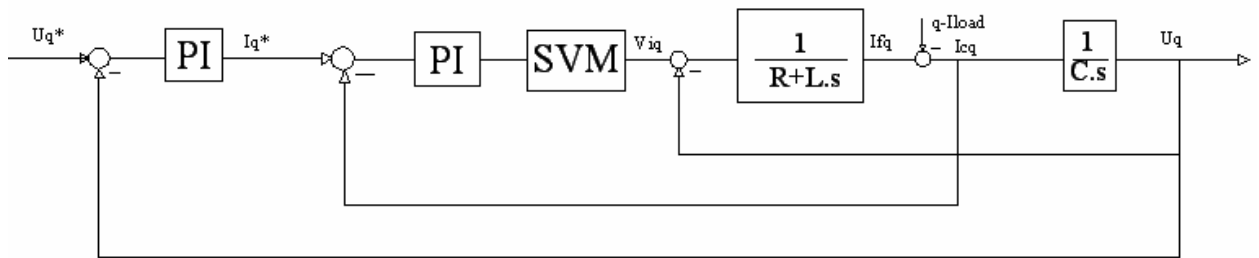 Uq*
PI
Iq*
PI
SVM
Viq
1
R+L.s
Ifq
q-Iload
Icq
1
C.s
Uq